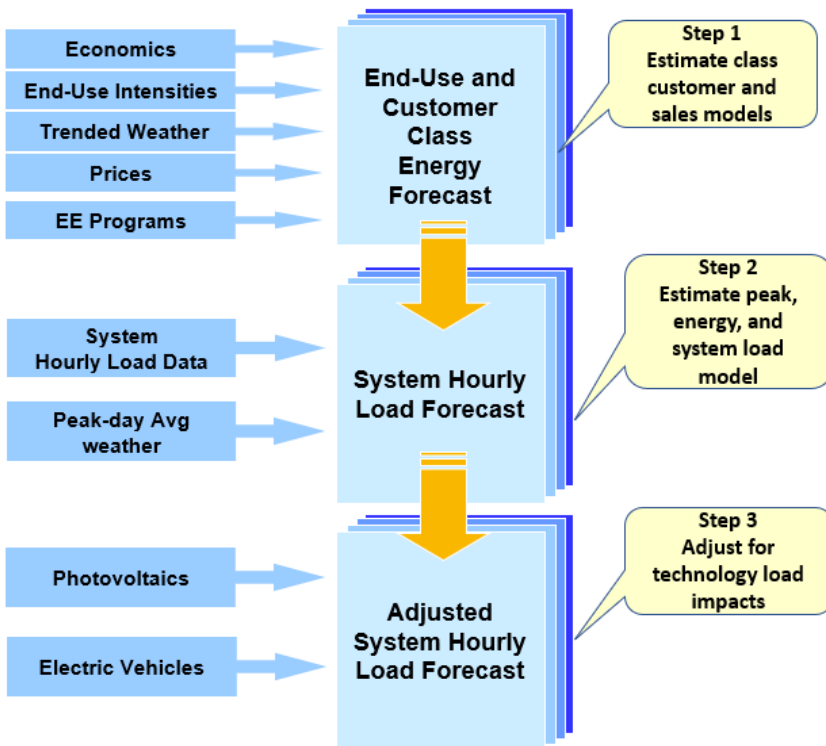 Economics
End-Use Intensities
Trended Weather
Prices
EE Programs
End-Use and
Customer
Class
Energy
Forecast
Step 1
Estimate class
customer and
sales models
System
Hourly Load Data
Peak-day Avg
weather
System Hourly
Load Forecast
Step 2
Estimate peak,
energy, and
system load
model
Photovoltaics
Electric Vehicles
Adjusted
System Hourly
Load Forecast
Step 3
Adjust for
technology load
impacts